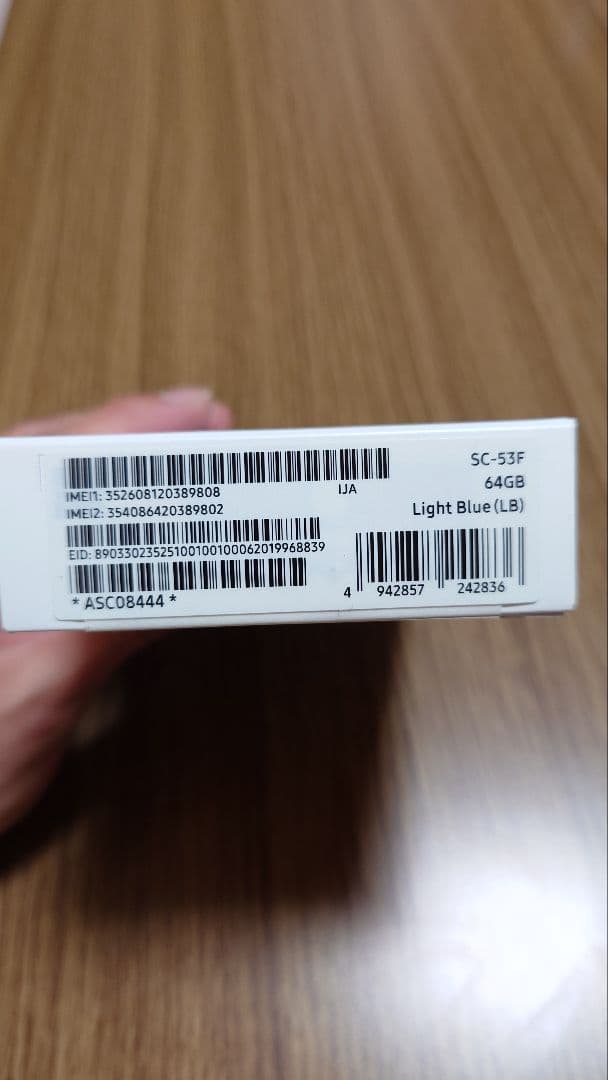 IMEI1: 352608120389808
IJA
IMEI2: 354086420389802
EID: 89033023525100100100062019968839
* ASC08444 *
SC-53F
64GB
Light Blue (LB)
4 942857 242836